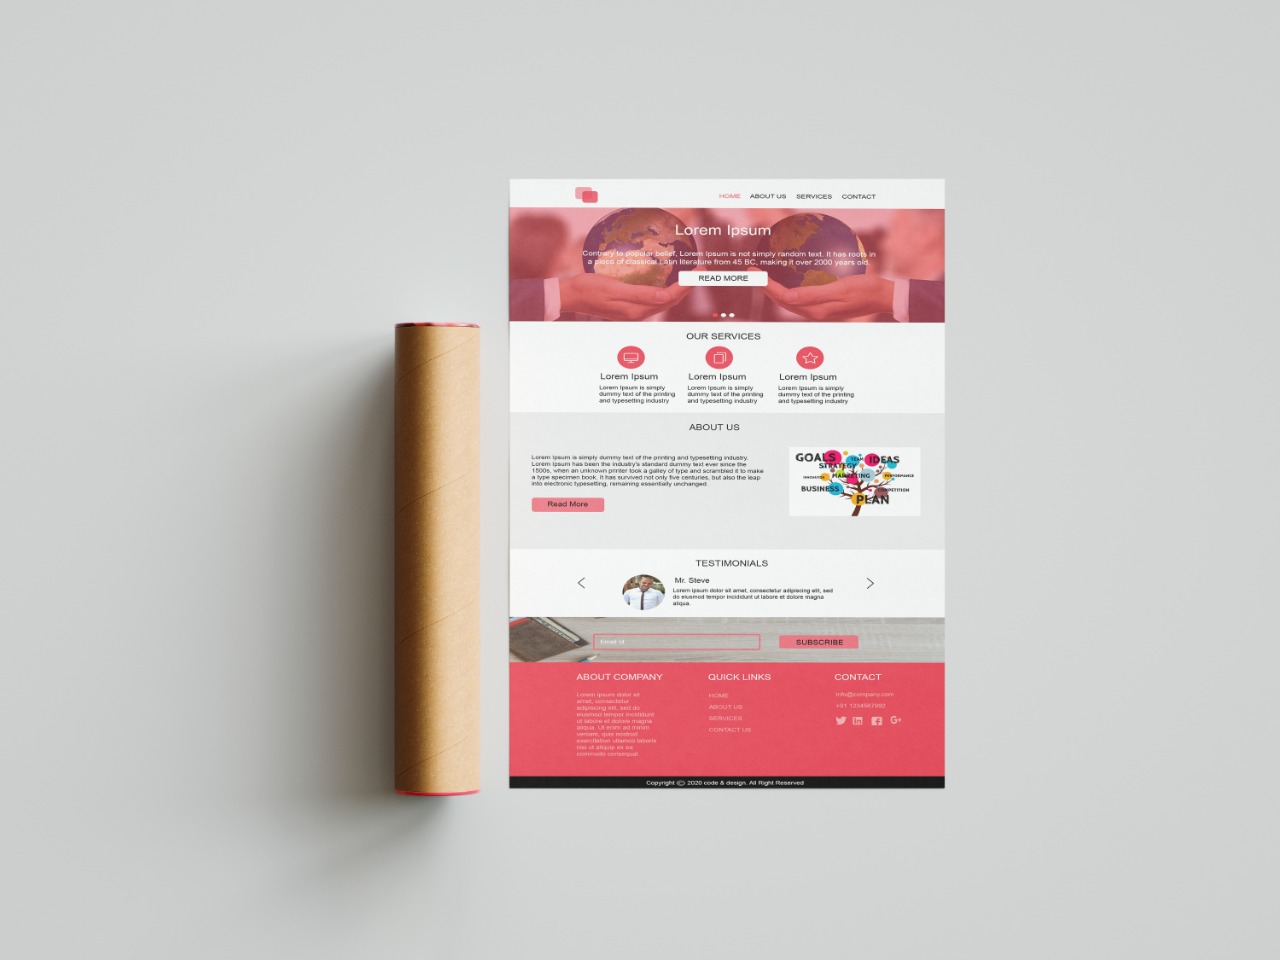 HOME ABOUT US SERVICES CONTACT
Lorem Ipsum
Contrary to popular belief, Lorem Ipsum is not simply random text. It has roots in
a piece of classical Latin literature from 45 BC, making it over 2000 years old.
READ MORE
OUR SERVICES
Lorem Ipsum
Lorem Ipsum is simply
dummy text of the printing
and typesetting industry
Lorem Ipsum
Lorem Ipsum is simply
dummy text of the printing
and typesetting industry
Lorem Ipsum
Lorem Ipsum is simply
dummy text of the printing
and typesetting industry
ABOUT US
Lorem Ipsum is simply dummy text of the printing and typesetting industry.
Lorem Ipsum has been the industry's standard dummy text ever since the
1500s, when an unknown printer took a galley of type and scrambled it to make
a type specimen book. It has survived not only five centuries, but also the leap
into electronic typesetting, remaining essentially unchanged.
Read More
GOALS
TEAM
IDEAS
STRATEGY
INNOVATION
MARKETING
PERFORMANCE
BUSINESS
COMPETITION
PLAN
TESTIMONIALS
Mr. Steve
Lorem ipsum dolor sit amet, consectetur adipiscing elit, sed
do eiusmod tempor incididunt ut labore et dolore magna
aliqua.
Email Id
SUBSCRIBE
ABOUT COMPANY
Lorem ipsum dolor sit
amet, consectetur
adipiscing elit, sed do
eiusmod tempor incididunt
ut labore et dolore magna
aliqua. Ut enim ad minim
veniam, quis nostrud
exercitation ullamco laboris
nisi ut aliquip ex ea
commodo consequat.
QUICK LINKS
HOME
ABOUT US
SERVICES
CONTACT US
CONTACT
info@company.com
+91 1234567892
Copyright © 2020 code & design. All Right Reserved